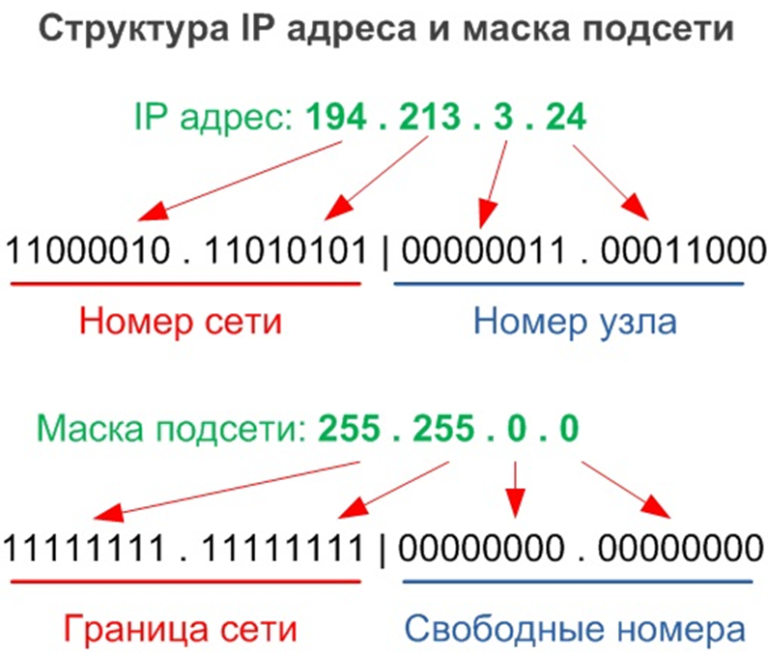 Структура IP адреса и маска подсети
IP адрес: 194 . 213 . 3 . 24
11000010 . 11010101 | 00000011 . 00011000
Номер сети Номер узла
Маска подсети: 255 . 255 . 0 . 0
11111111 . 11111111 | 00000000 . 00000000
Граница сети Свободные номера